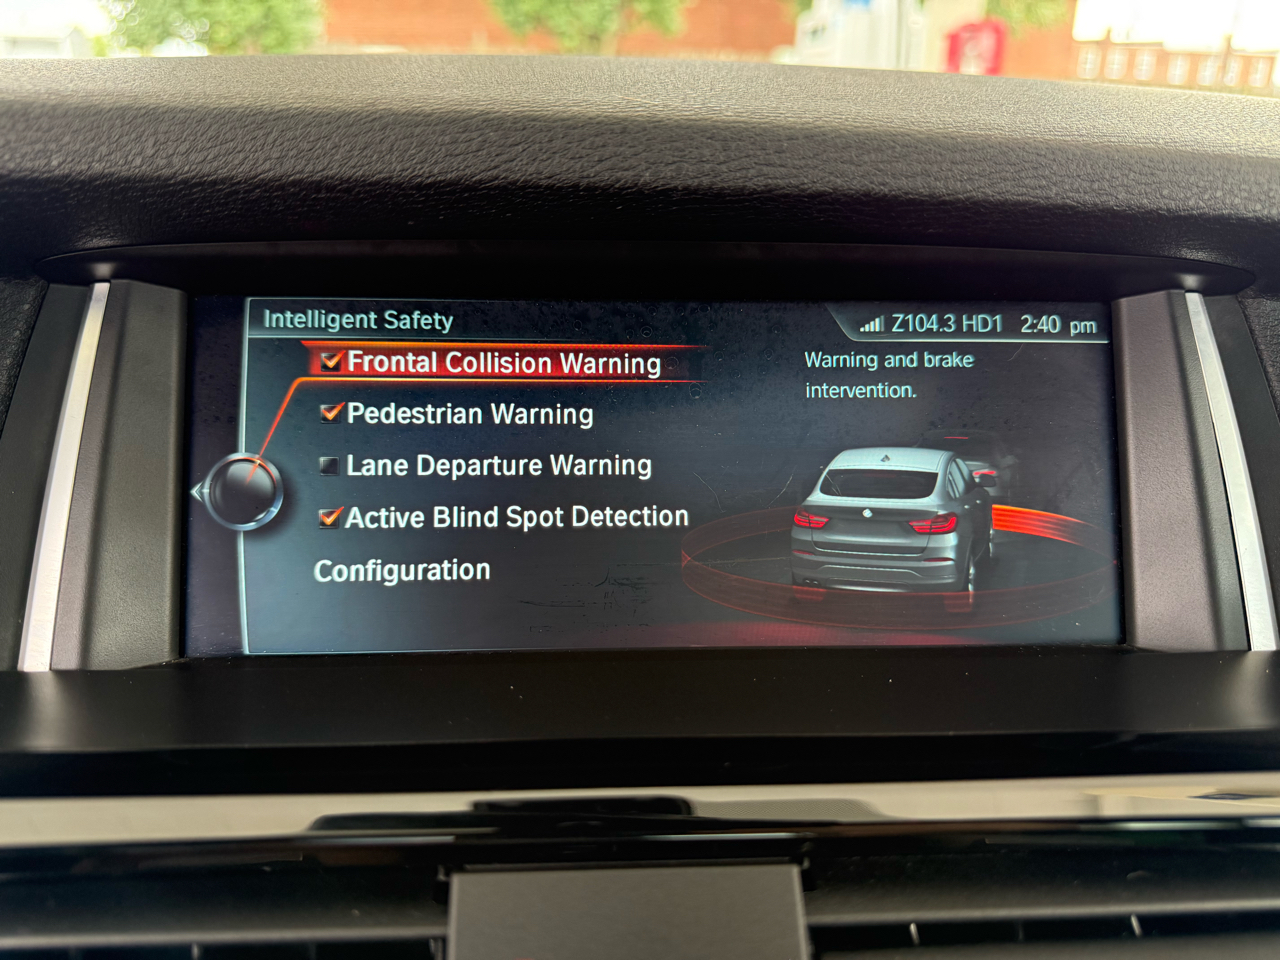 Intelligent Safety
Z104.3 HD1 2:40 pm
Frontal Collision Warning
Pedestrian Warning
Lane Departure Warning
Active Blind Spot Detection
Configuration
Warning and brake
intervention.